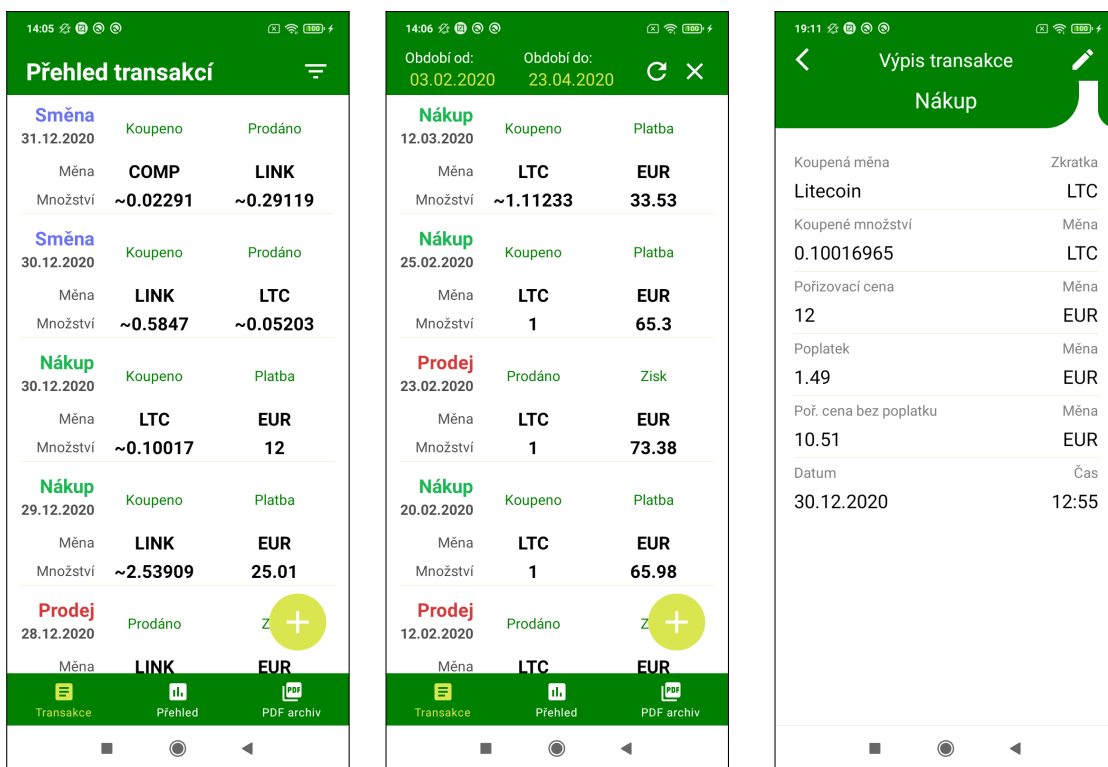 14:05
100
Přehled transakcí
Směna
31.12.2020 Koupeno Prodáno
Měna COMP LINK
Množství ~0.02291 ~0.29119
Směna
30.12.2020 Koupeno Prodáno
Měna LINK LTC
Množství ~0.5847 ~0.05203
Nákup
30.12.2020 Koupeno Platba
Měna LTC EUR
Množství ~0.10017 12
Nákup
29.12.2020 Koupeno Platba
Měna LINK EUR
Množství ~2.53909 25.01
Prodej
28.12.2020 Prodáno Z
Měna LINK EUR
Transakce Přehled PDF archiv
14:06
100
Období od: Období do:
03.02.2020 23.04.2020
Nákup
12.03.2020 Koupeno Platba
Měna LTC EUR
Množství ~1.11233 33.53
Nákup
25.02.2020 Koupeno Platba
Měna LTC EUR
Množství 1 65.3
Prodej
23.02.2020 Prodáno Zisk
Měna LTC EUR
Množství 1 73.38
Nákup
20.02.2020 Koupeno Platba
Měna LTC EUR
Množství 1 65.98
Prodej
12.02.2020 Prodáno Z
Měna LTC EUR
Transakce Přehled PDF archiv
19:11
100
Výpis transakce
Nákup
Koupená měna Zkratka
Litecoin LTC
Koupené množství Měna
0.10016965 LTC
Pořizovací cena Měna
12 EUR
Poplatek Měna
1.49 EUR
Poř. cena bez poplatku Měna
10.51 EUR
Datum Čas
30.12.2020 12:55